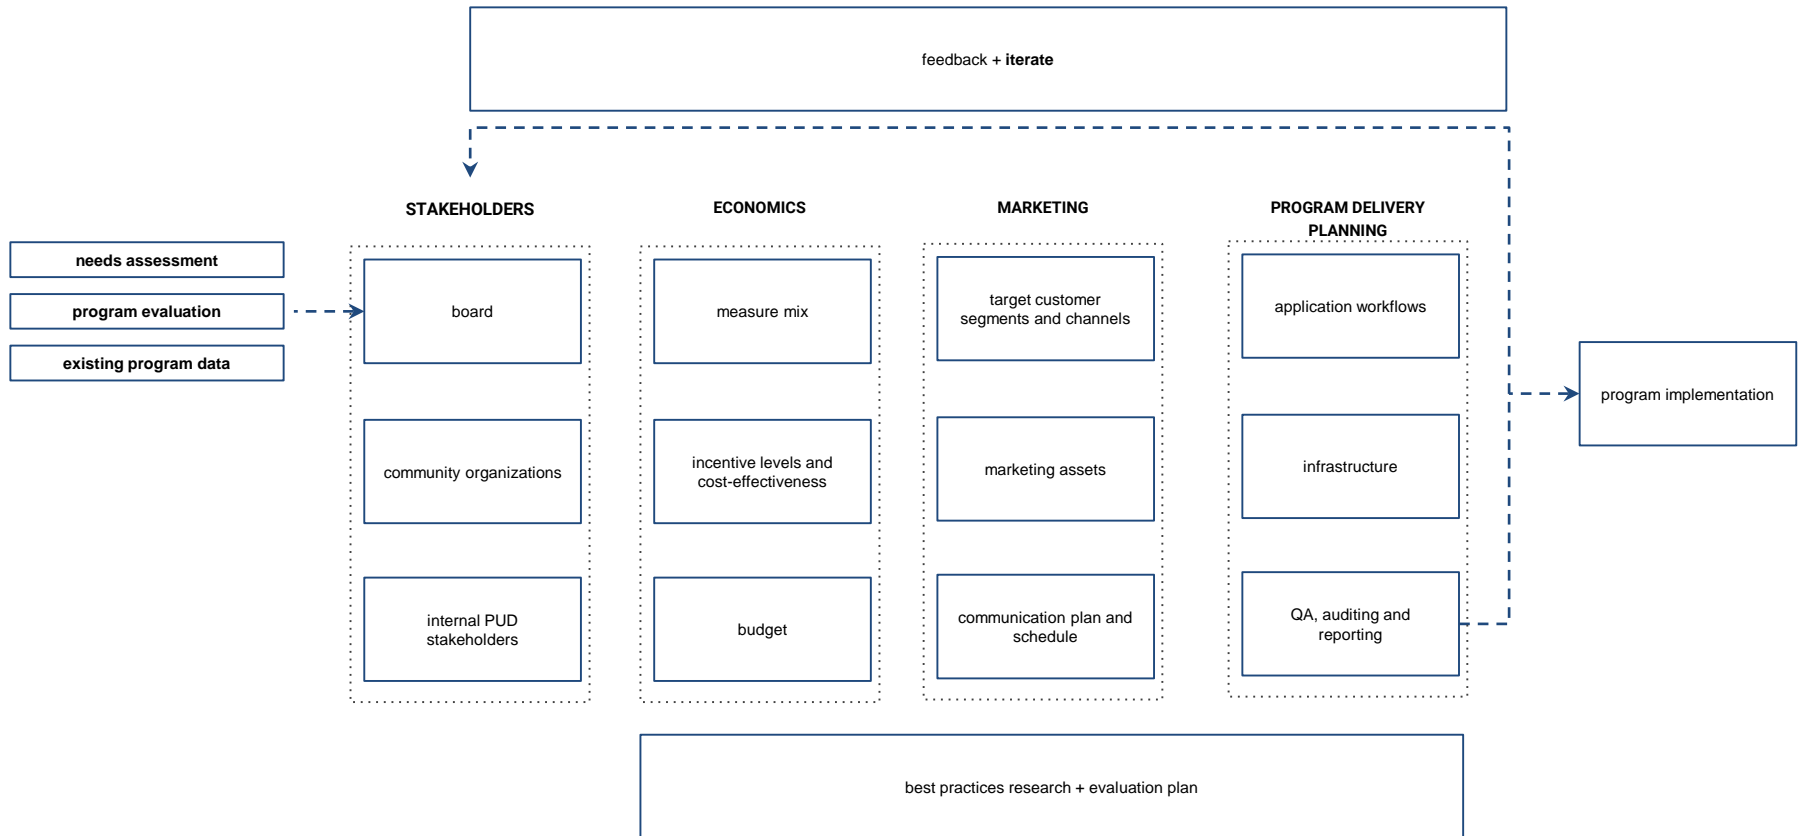 feedback + iterate
STAKEHOLDERS
ECONOMICS
MARKETING
PROGRAM DELIVERY
PLANNING
needs assessment
program evaluation
existing program data
board
measure mix
target customer
segments and channels
application workflows
program implementation
community organizations
incentive levels and
cost-effectiveness
marketing assets
infrastructure
internal PUD
stakeholders
budget
communication plan and
schedule
QA, auditing and
reporting
best practices research + evaluation plan